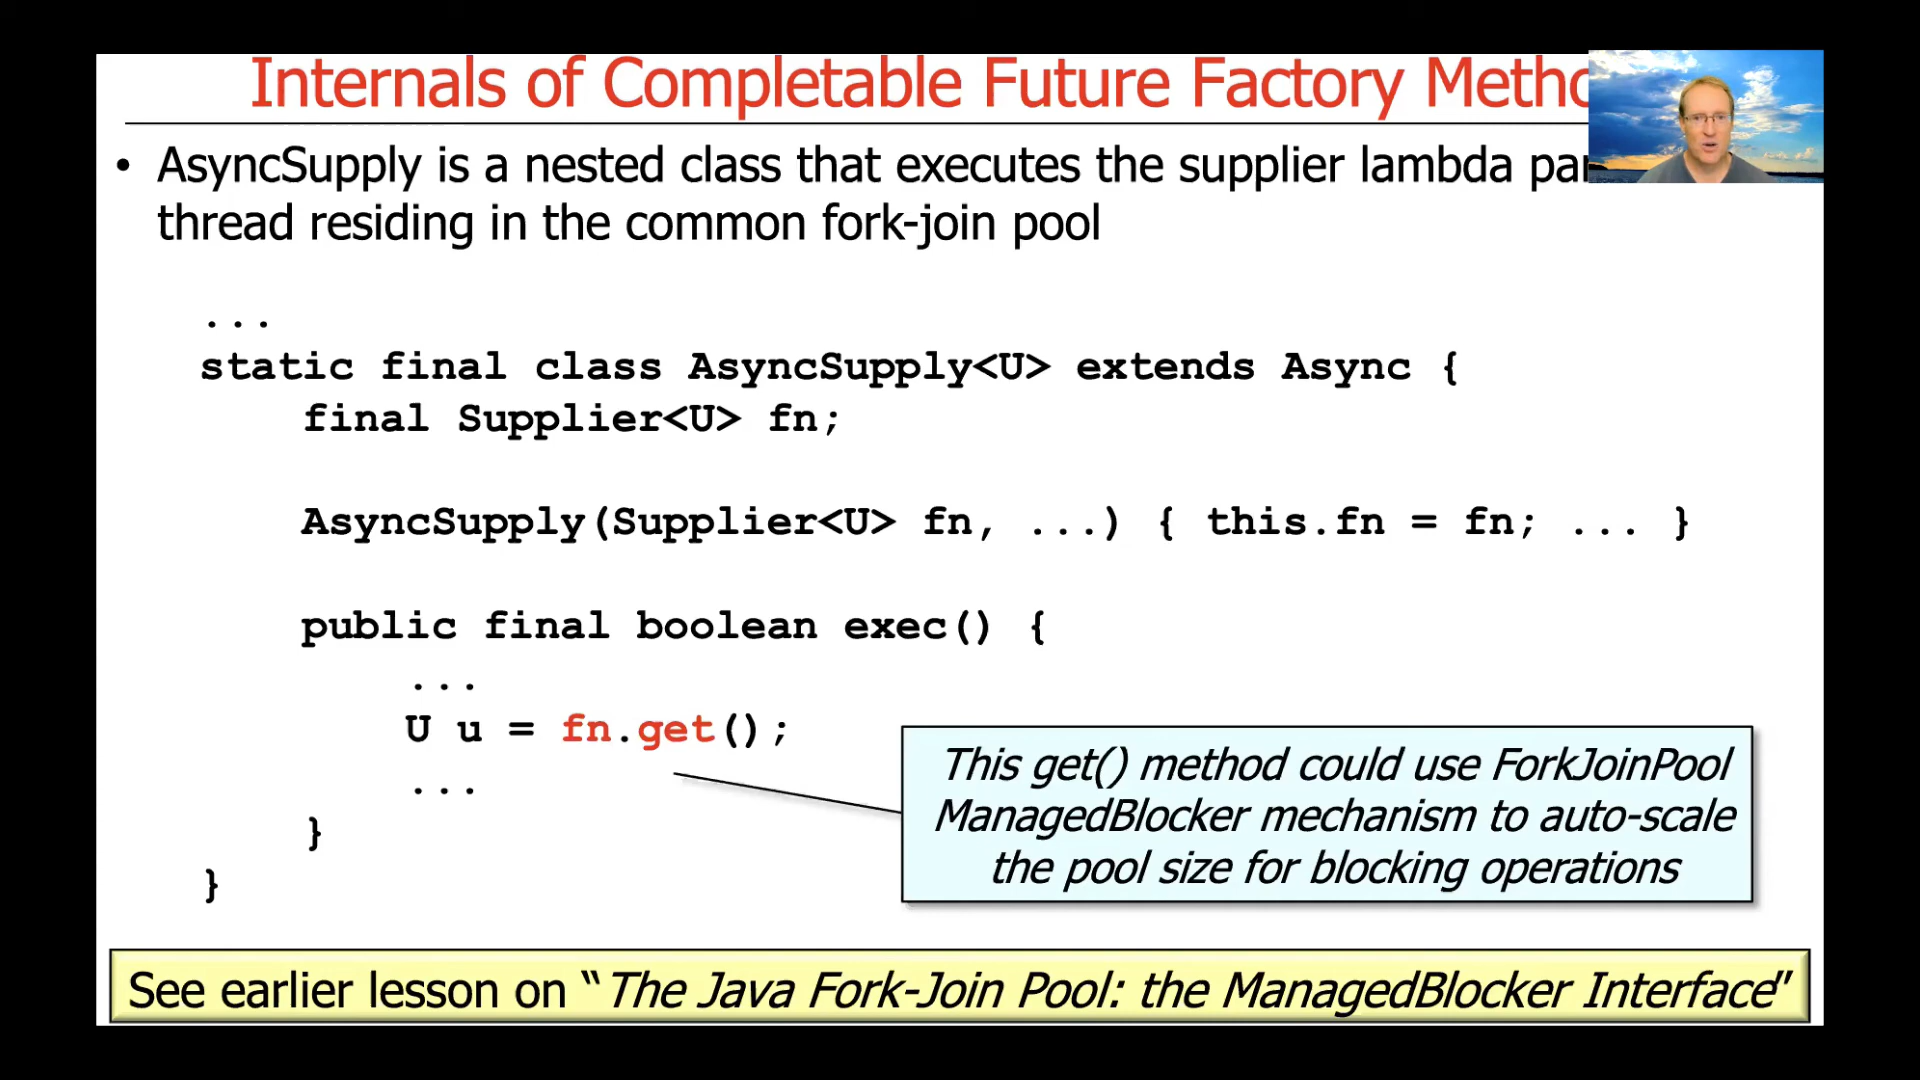 Internals of Completable Future Factory Metho
• AsyncSupply is a nested class that executes the supplier lambda
thread residing in the common fork-join pool
...
static final class AsyncSupply<U> extends Async {
final Supplier<U> fn;
AsyncSupply(Supplier<U> fn, ...) { this.fn = fn; ... }
public final boolean exec() {
...
U u = fn.get();
...
}
}
This get() method could use ForkJoinPool
ManagedBlocker mechanism to auto-scale
the pool size for blocking operations
See earlier lesson on “The Java Fork-Join Pool: the ManagedBlocker Interface”